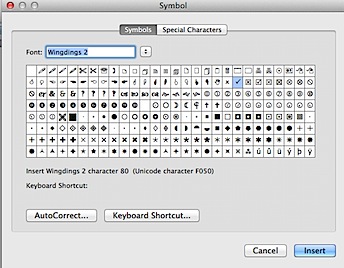 Symbol
Symbols Special Characters
Font: Wingdings 2
Insert Wingdings 2 character 80 (Unicode character F050)
Keyboard Shortcut:
AutoCorrect... Keyboard Shortcut...
Cancel Insert